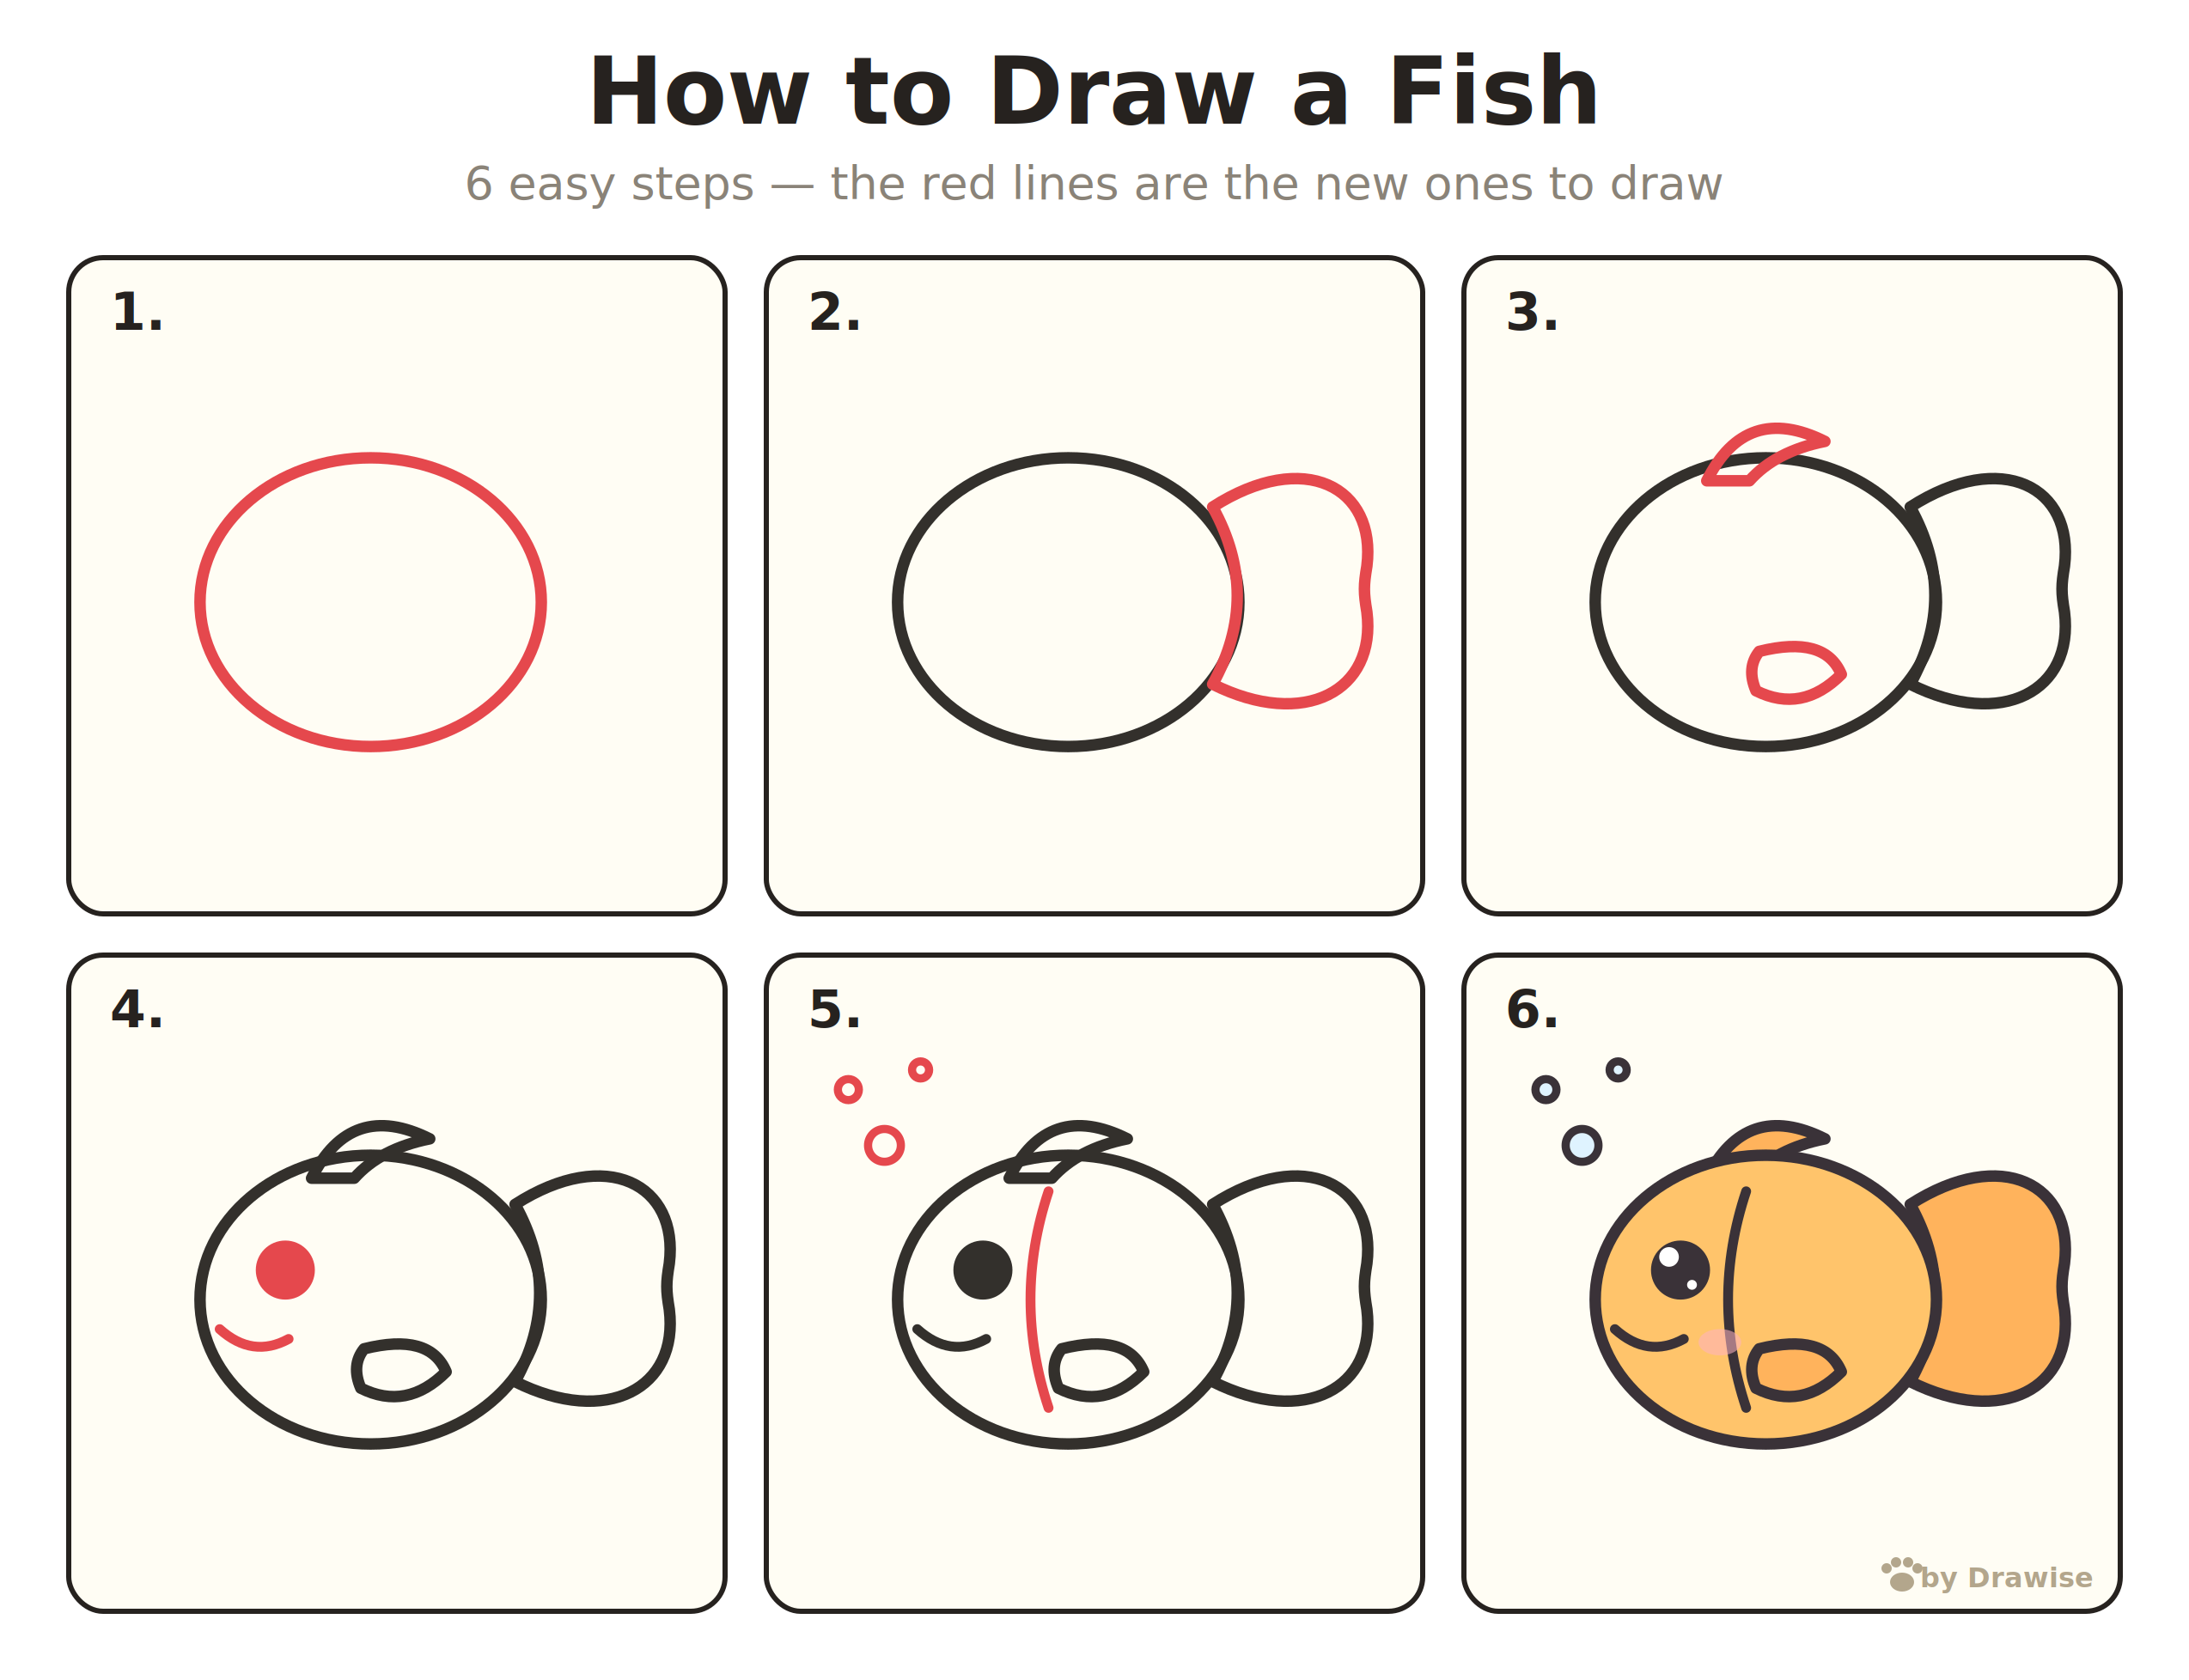 How to Draw a Fish
6 easy steps — the red lines are the new ones to draw
1.
2.
3.
4.
5.
6.
by Drawise